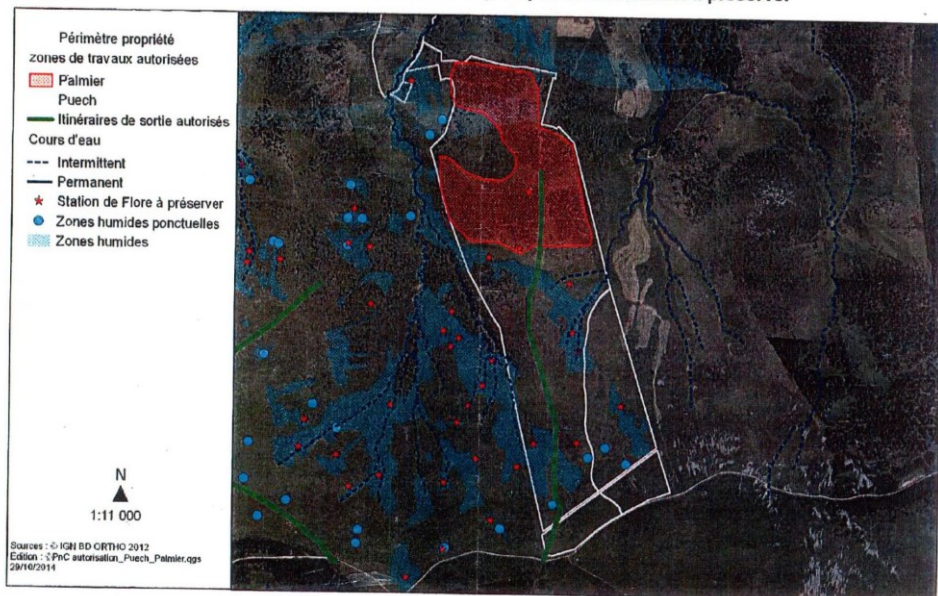 à préserver
Périmètre propriété
zones de travaux autorisées
Palmier
Puech
Itinéraires de sortie autorisés
Cours d'eau
Intermittent
Permanent
Station de Flore à préserver
Zones humides ponctuelles
Zones humides
N
1:11 000
Sources : © IGN BD ORTHO 2012
Edition : ©PnC autorisation_Puech_Palmier.qgs
29/10/2014